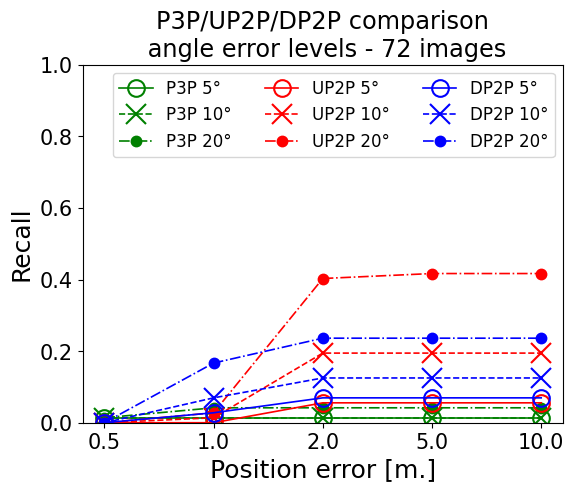 P3P/UP2P/DP2P comparison
angle error levels - 72 images
P3P 5° UP2P 5° DP2P 5°
P3P 10° UP2P 10° DP2P 10°
P3P 20° UP2P 20° DP2P 20°
1.0
0.8
0.6
0.4
0.2
0.0
Recall
0.5 1.0 2.0 5.0 10.0
Position error [m.]